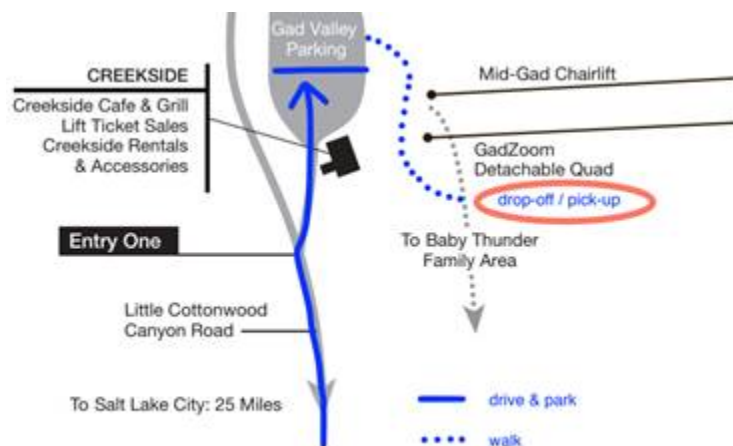 Gad Valley
Parking
CREEKSIDE
Creekside Cafe & Grill
Lift Ticket Sales
Creekside Rentals
& Accessories
Mid-Gad Chairlift
GadZoom
Detachable Quad
drop-off / pick-up
Entry One
To Baby Thunder
Family Area
Little Cottonwood
Canyon Road
To Salt Lake City: 25 Miles
drive & park
walk